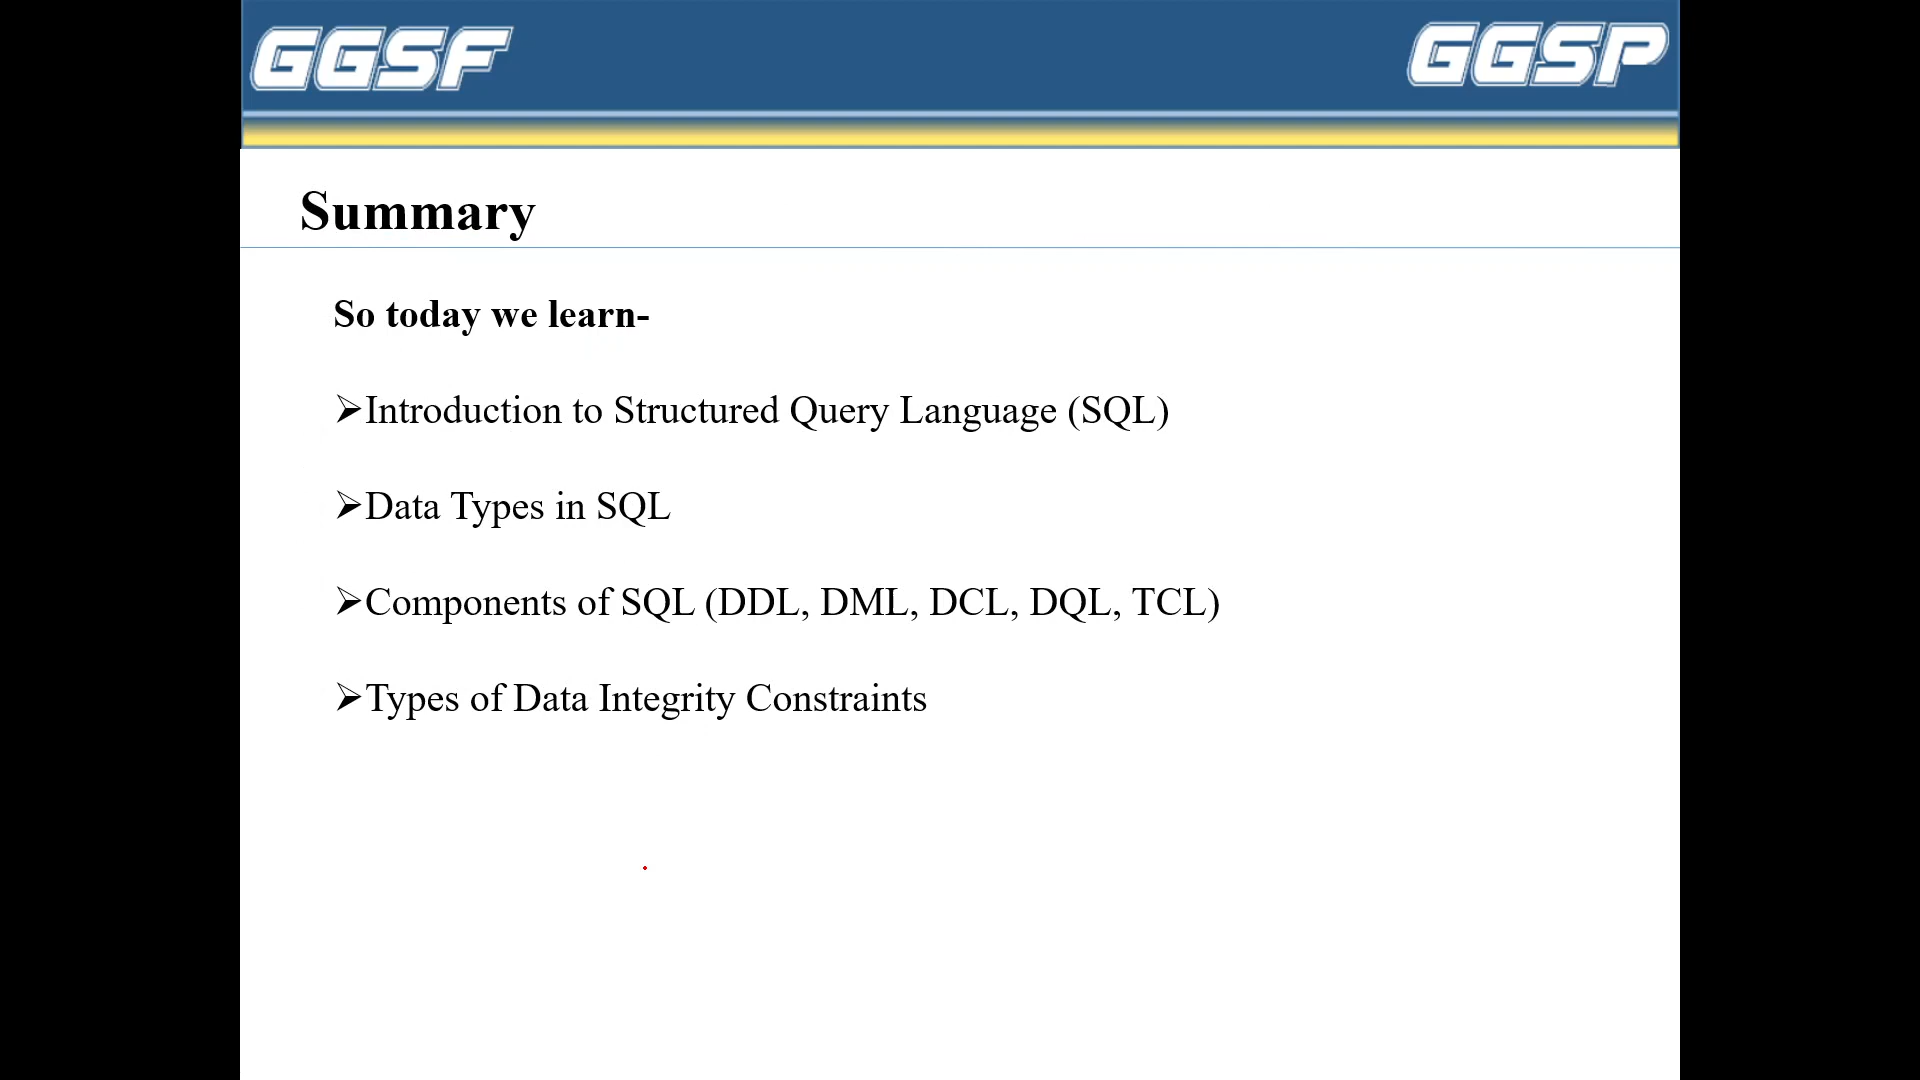 GGSF
GGSP
Summary
So today we learn-
➢Introduction to Structured Query Language (SQL)
➢Data Types in SQL
➢Components of SQL (DDL, DML, DCL, DQL, TCL)
➢Types of Data Integrity Constraints